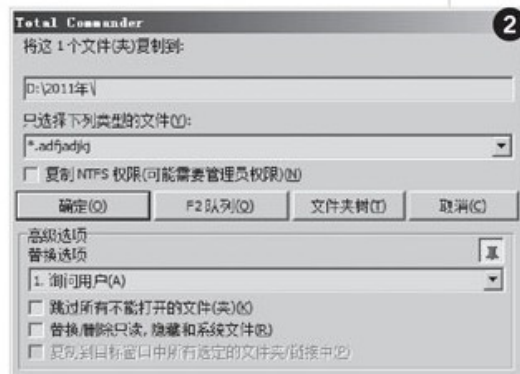 Total Commander
2
将这 1 个文件(夹)复制到:
D:\2011年\
只选择下列类型的文件(Y):
*.adfjadjkj
复制 NTFS 权限(可能需要管理员权限)(N)
确定(O) F2 队列(Q) 文件夹树(T) 取消(C)
高级选项
替换选项
1. 询问用户(A)
跳过所有不能打开的文件(夹)(K)
替换/删除只读, 隐藏和系统文件(R)
复制到目标窗口中所有选定的文件夹/链接中(P)